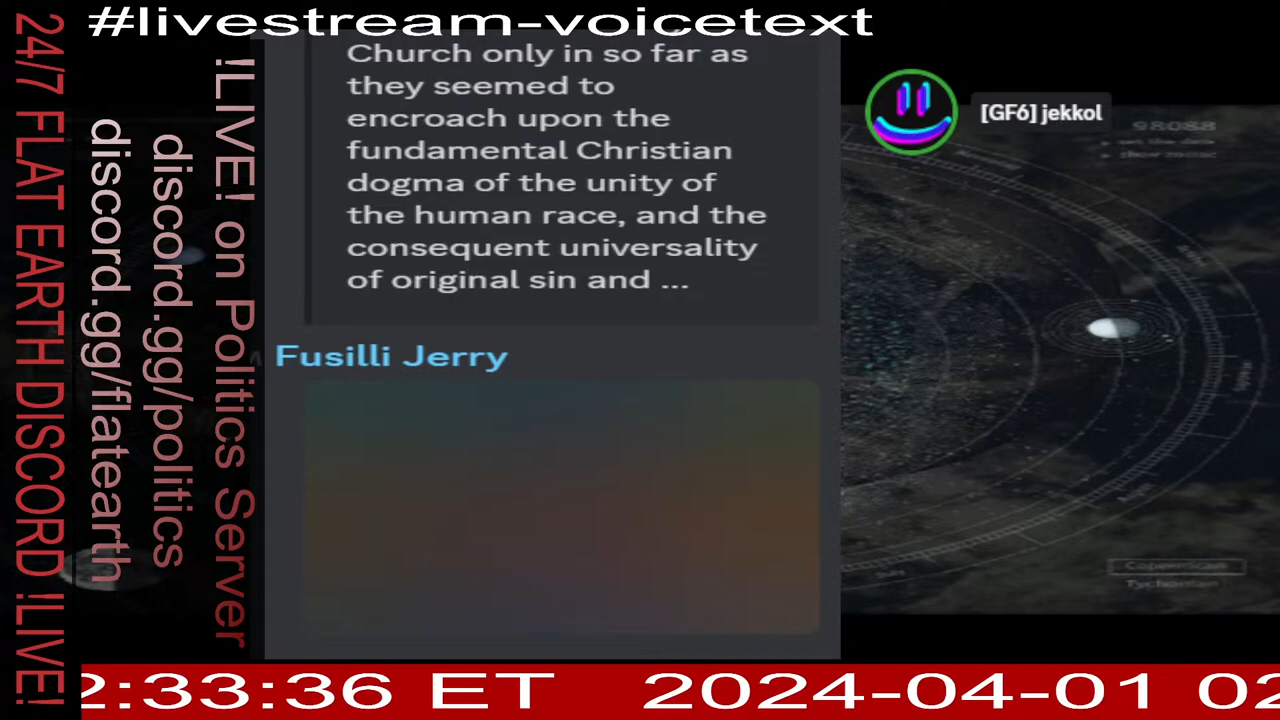 #livestream-voicetext
24/7 FLAT EARTH DISCORD !LIVE!
discord.gg/flatearth
discord.gg/politics
!LIVE! on Politics Server
Church only in so far as
they seemed to
encroach upon the
fundamental Christian
dogma of the unity of
the human race, and the
consequent universality
of original sin and ...
Fusilli Jerry
[GF6] jekkol
98088
Copernican
Tychonian
2:33:36 ET 2024-04-01 02